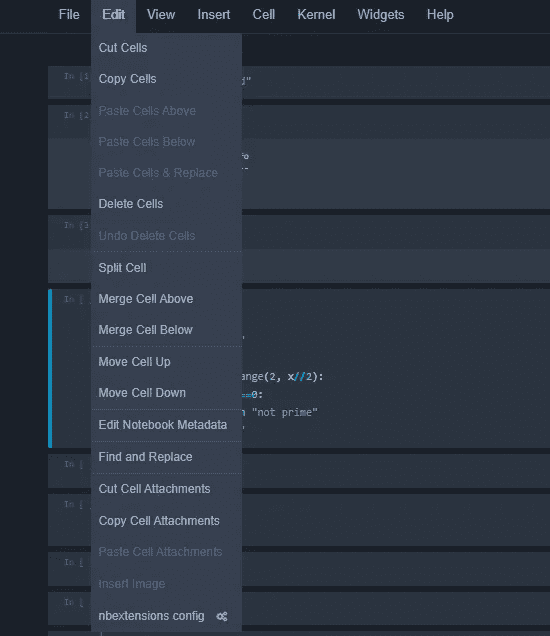 File Edit View Insert Cell Kernel Widgets Help
Cut Cells
In [1
d"
Copy Cells
Paste Cells Above
In [2
Paste Cells Below
fo
--
Paste Cells & Replace
Delete Cells
In [3
Undo Delete Cells
Split Cell
Merge Cell Above
In [
Merge Cell Below
Move Cell Up
ange(2, x//2):
Move Cell Down
==0:
n "not prime"
Edit Notebook Metadata
Find and Replace
In [
Cut Cell Attachments
In [
Copy Cell Attachments
Paste Cell Attachments
In [
Insert Image
In [
nbextensions config